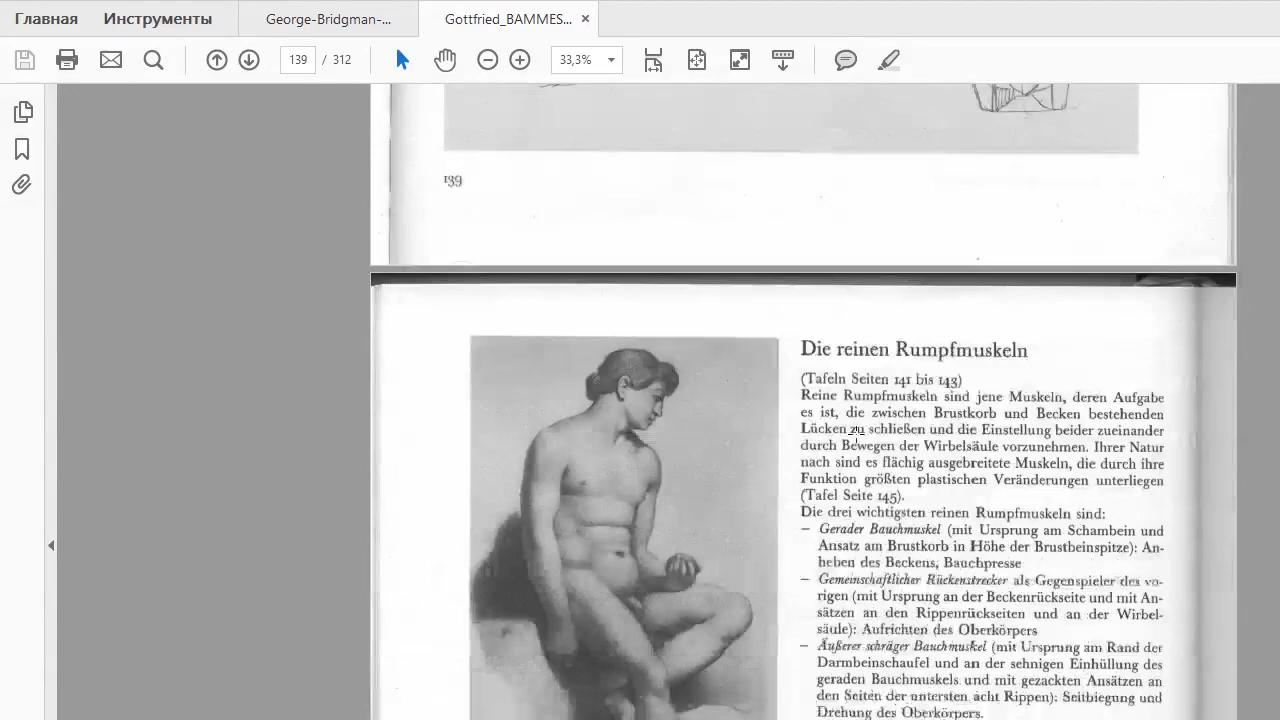 Главная Инструменты George-Bridgman-... Gottfried_BAMMES... ×
139 / 312 33,3%
139
Die reinen Rumpfmuskeln
(Tafeln Seiten 141 bis 143)
Reine Rumpfmuskeln sind jene Muskeln, deren Aufgabe
es ist, die zwischen Brustkorb und Becken bestehenden
Lücken zu schließen und die Einstellung beider zueinander
durch Bewegen der Wirbelsäule vorzunehmen. Ihrer Natur
nach sind es flächig ausgebreitete Muskeln, die durch ihre
Funktion größten plastischen Veränderungen unterliegen
(Tafel Seite 145).
Die drei wichtigsten reinen Rumpfmuskeln sind:
– Gerader Bauchmuskel (mit Ursprung am Schambein und
Ansatz am Brustkorb in Höhe der Brustbeinspitze): An-
heben des Beckens, Bauchpresse
– Gemeinschaftlicher Rückenstrecker als Gegenspieler des vo-
rigen (mit Ursprung an der Beckenrückseite und mit An-
sätzen an den Rippenrückseiten und an der Wirbel-
säule): Aufrichten des Oberkörpers
– Äußerer schräger Bauchmuskel (mit Ursprung am Rand der
Darmbeinschaufel und an der sehnigen Einhüllung des
geraden Bauchmuskels und mit gezackten Ansätzen an
den Seiten der untersten acht Rippen): Seitbiegung und
Drehung des Oberkörpers.